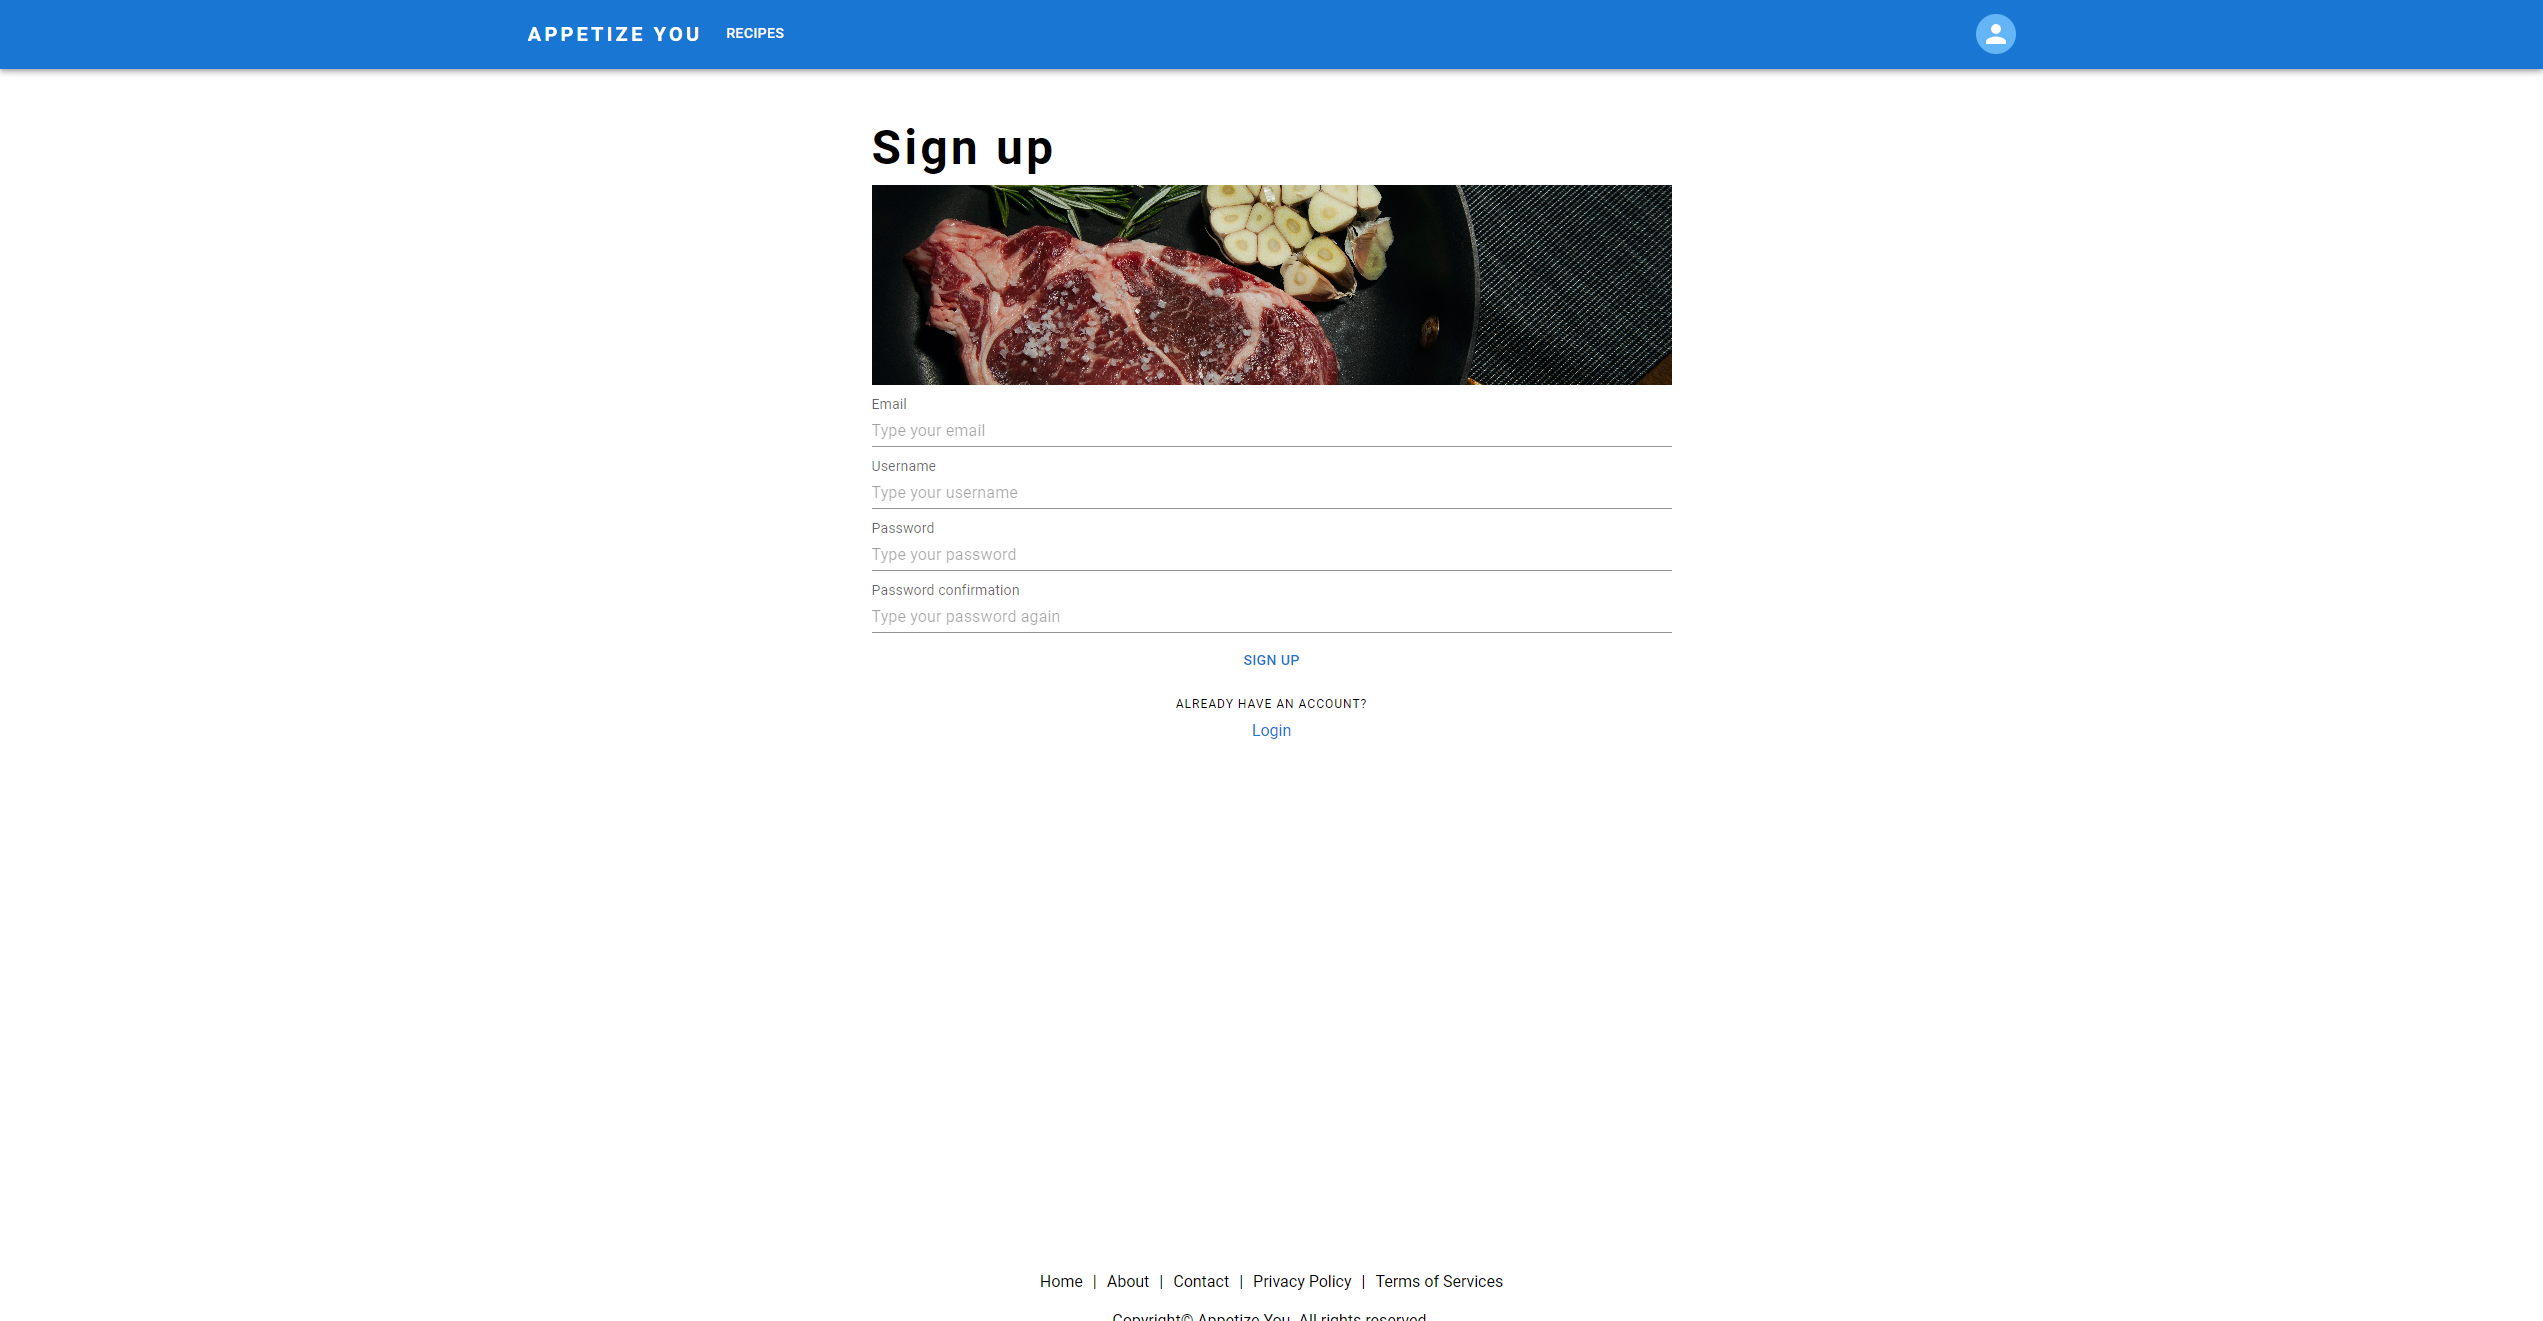 APPETIZE YOU RECIPES
Sign up
Email
Type your email
Username
Type your username
Password
Type your password
Password confirmation
Type your password again
SIGN UP
ALREADY HAVE AN ACCOUNT?
Login
Home | About | Contact | Privacy Policy | Terms of Services
Copyright© Appetize You. All rights reserved.